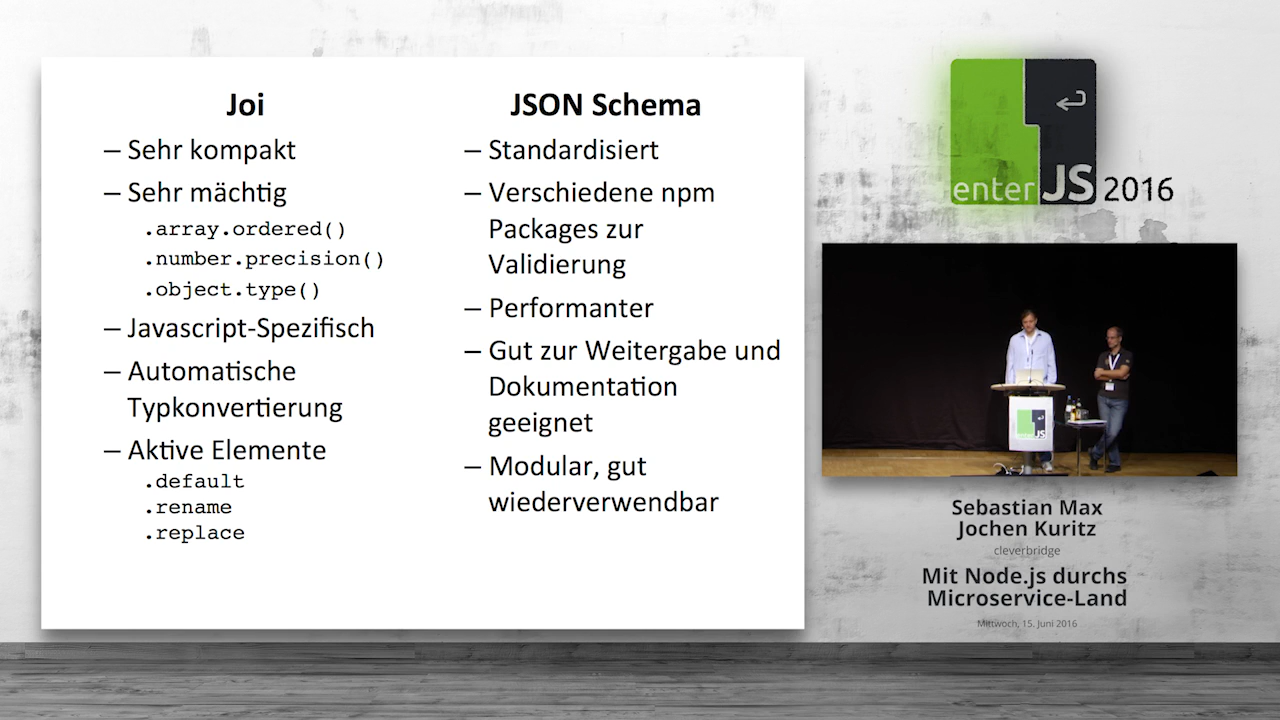 Joi
– Sehr kompakt
– Sehr mächtig
.array.ordered()
.number.precision()
.object.type()
– Javascript-Spezifisch
– Automatische
Typkonvertierung
– Aktive Elemente
.default
.rename
.replace
JSON Schema
– Standardisiert
– Verschiedene npm
Packages zur
Validierung
– Performanter
– Gut zur Weitergabe und
Dokumentation
geeignet
– Modular, gut
wiederverwendbar
enterJS 2016
Sebastian Max
Jochen Kuritz
cleverbridge
Mit Node.js durchs
Microservice-Land
Mittwoch, 15. Juni 2016